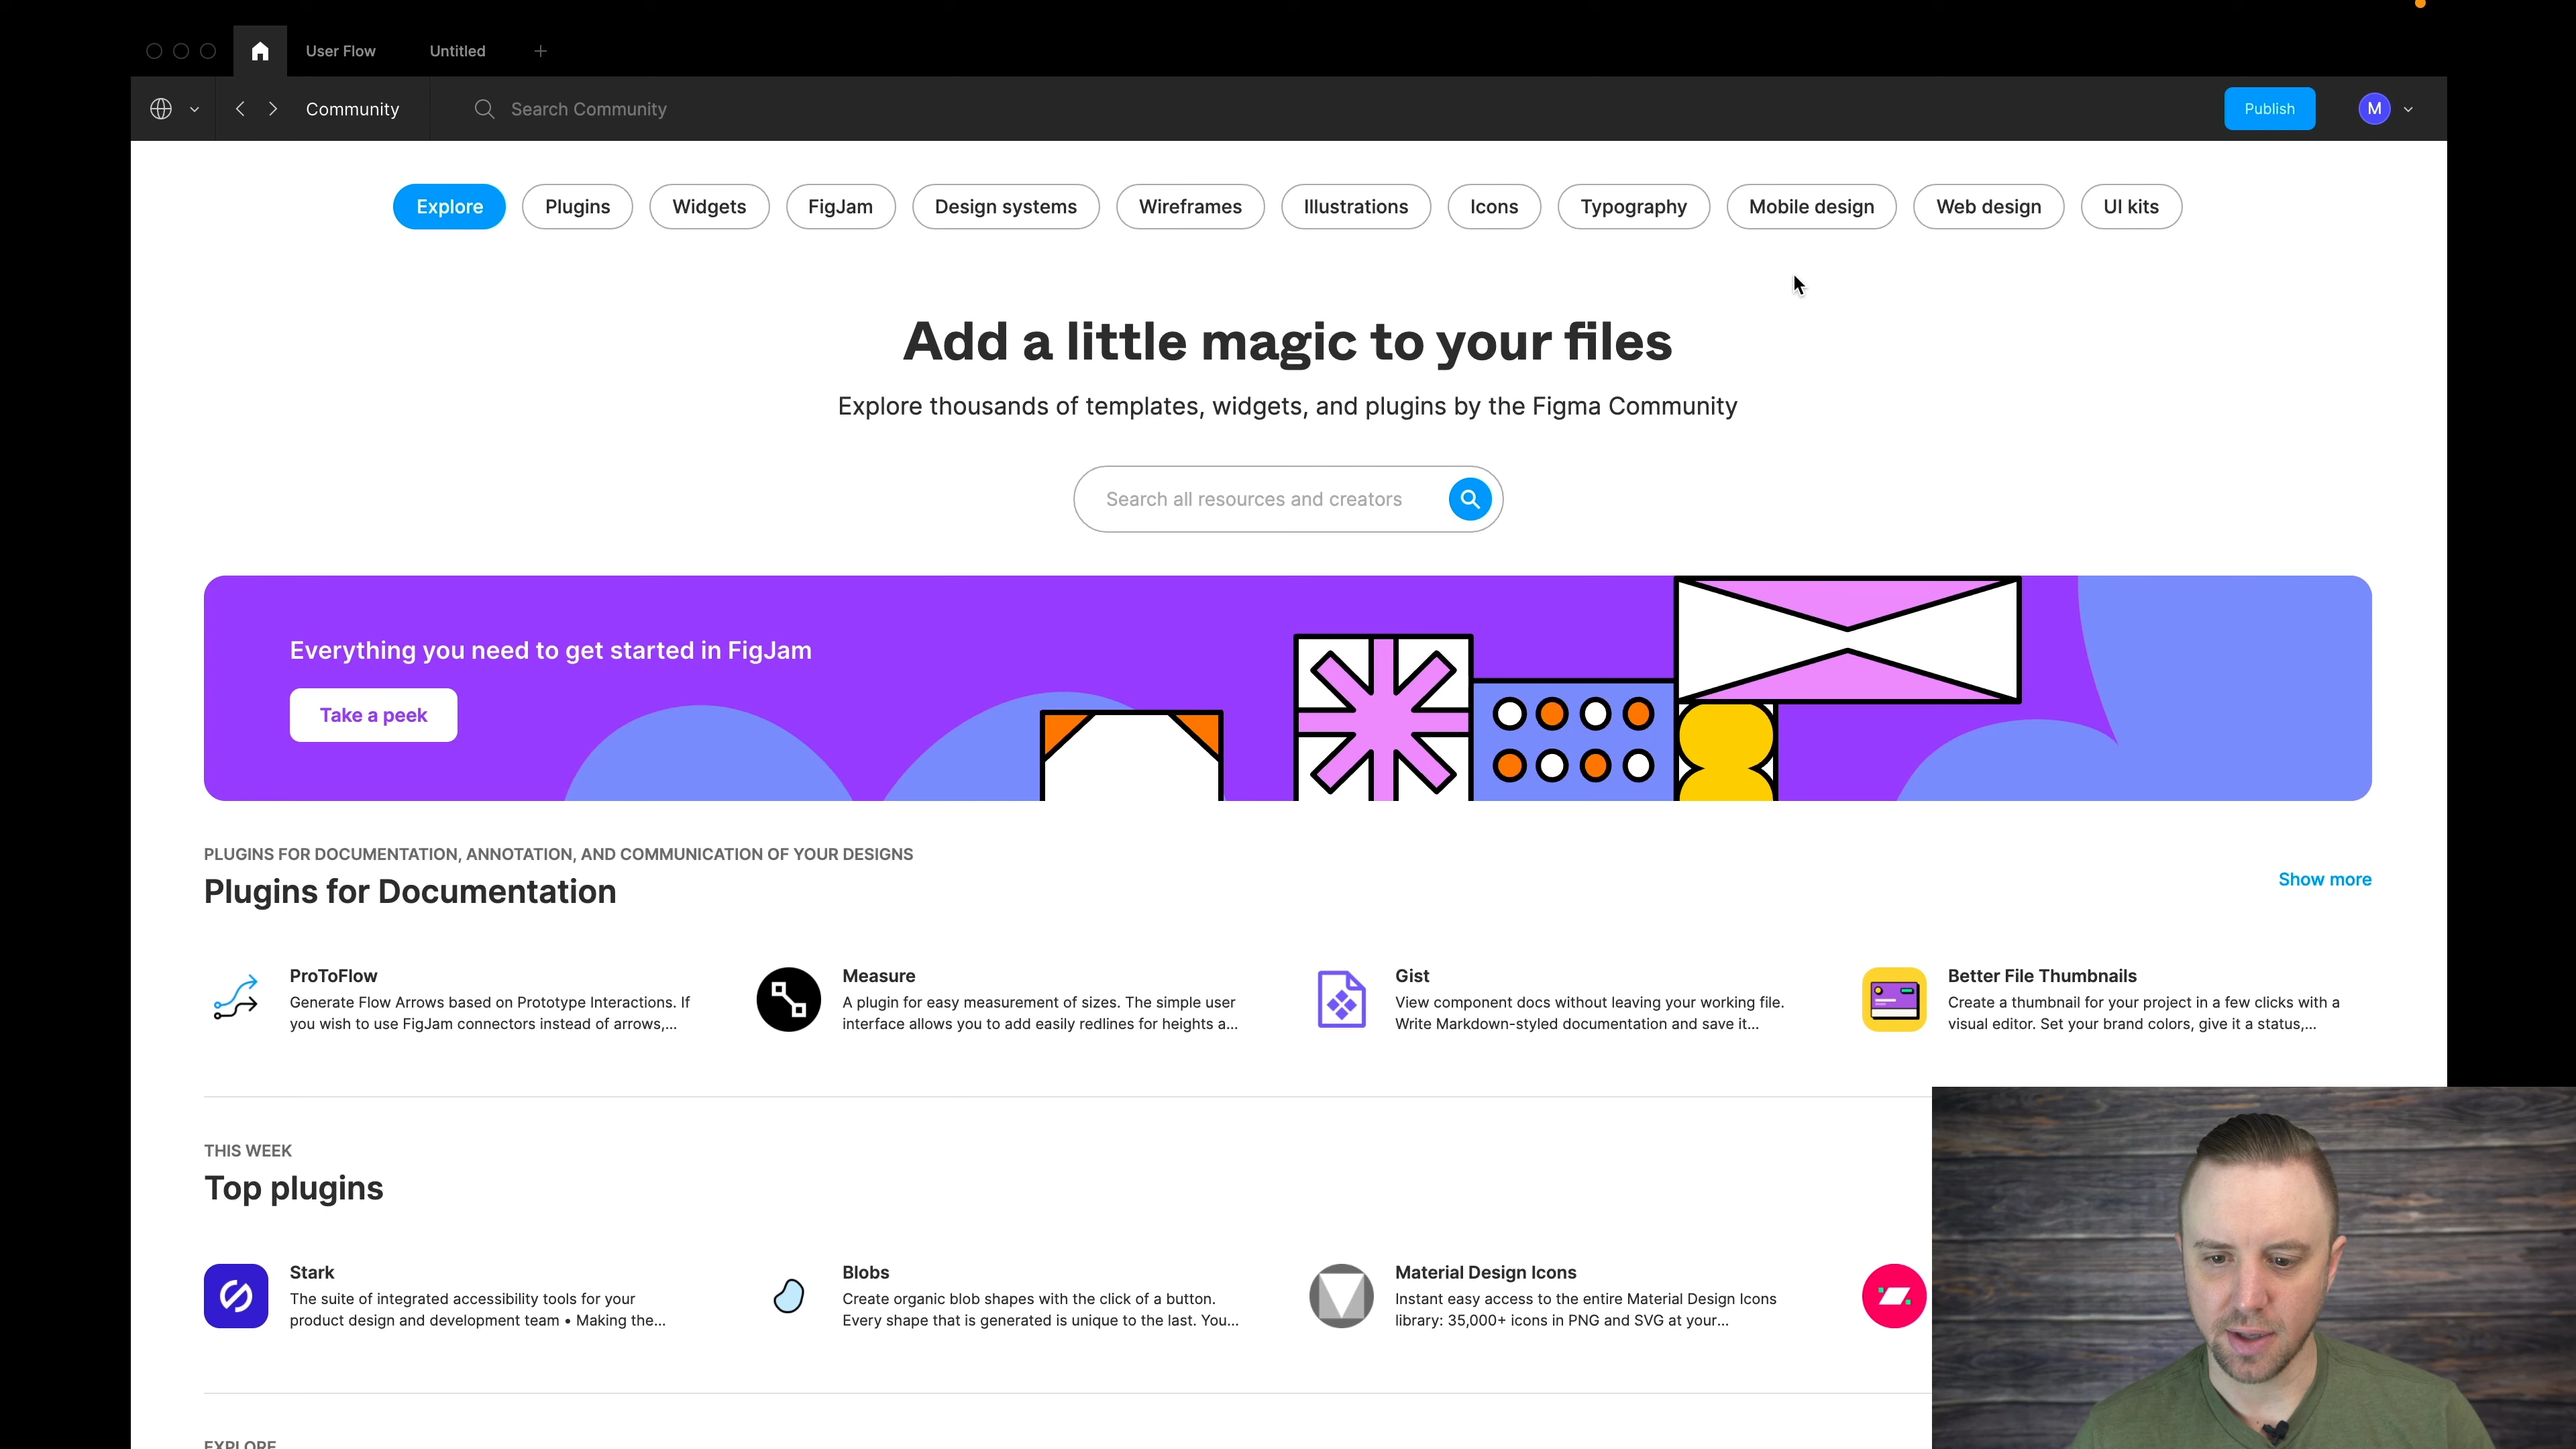 User Flow
Untitled
Community
Search Community
Publish
M
Explore
Plugins
Widgets
FigJam
Design systems
Wireframes
Illustrations
Icons
Typography
Mobile design
Web design
UI kits
Add a little magic to your files
Explore thousands of templates, widgets, and plugins by the Figma Community
Search all resources and creators
Everything you need to get started in FigJam
Take a peek
PLUGINS FOR DOCUMENTATION, ANNOTATION, AND COMMUNICATION OF YOUR DESIGNS
Plugins for Documentation
Show more
ProToFlow
Generate Flow Arrows based on Prototype Interactions. If
you wish to use FigJam connectors instead of arrows,...
Measure
A plugin for easy measurement of sizes. The simple user
interface allows you to add easily redlines for heights a...
Gist
View component docs without leaving your working file.
Write Markdown-styled documentation and save it...
Better File Thumbnails
Create a thumbnail for your project in a few clicks with a
visual editor. Set your brand colors, give it a status,...
THIS WEEK
Top plugins
Stark
The suite of integrated accessibility tools for your
product design and development team • Making the...
Blobs
Create organic blob shapes with the click of a button.
Every shape that is generated is unique to the last. You...
Material Design Icons
Instant easy access to the entire Material Design Icons
library: 35,000+ icons in PNG and SVG at your...
EXPLORE